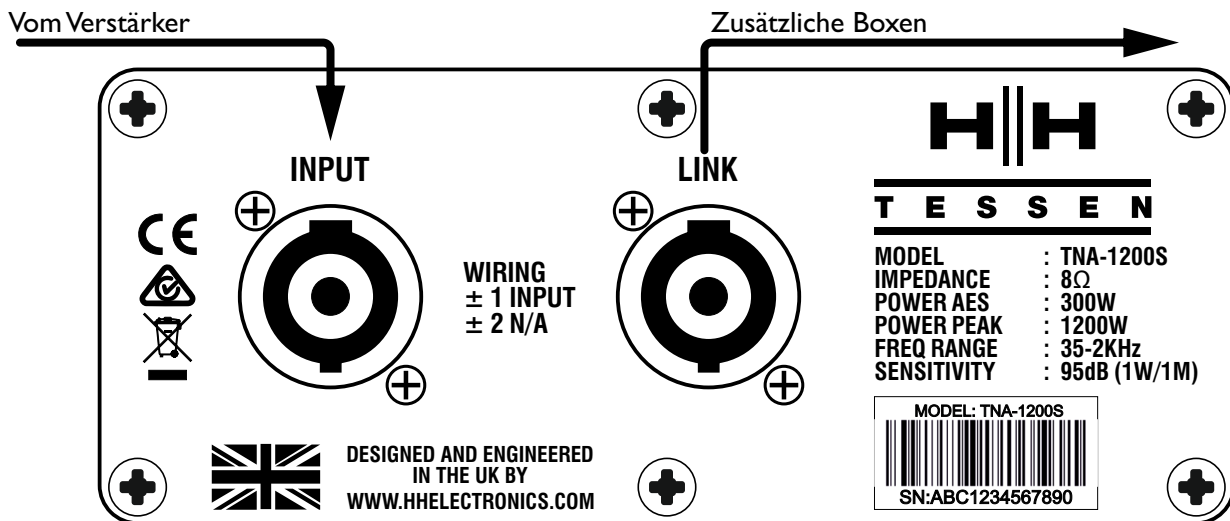 Vom Verstärker
Zusätzliche Boxen
INPUT
LINK
WIRING
± 1 INPUT
± 2 N/A
HH
TESSEN
MODEL : TNA-1200S
IMPEDANCE : 8Ω
POWER AES : 300W
POWER PEAK : 1200W
FREQ RANGE : 35-2KHz
SENSITIVITY : 95dB (1W/1M)
MODEL: TNA-1200S
SN:ABC1234567890
DESIGNED AND ENGINEERED
IN THE UK BY
WWW.HHELECTRONICS.COM
CE